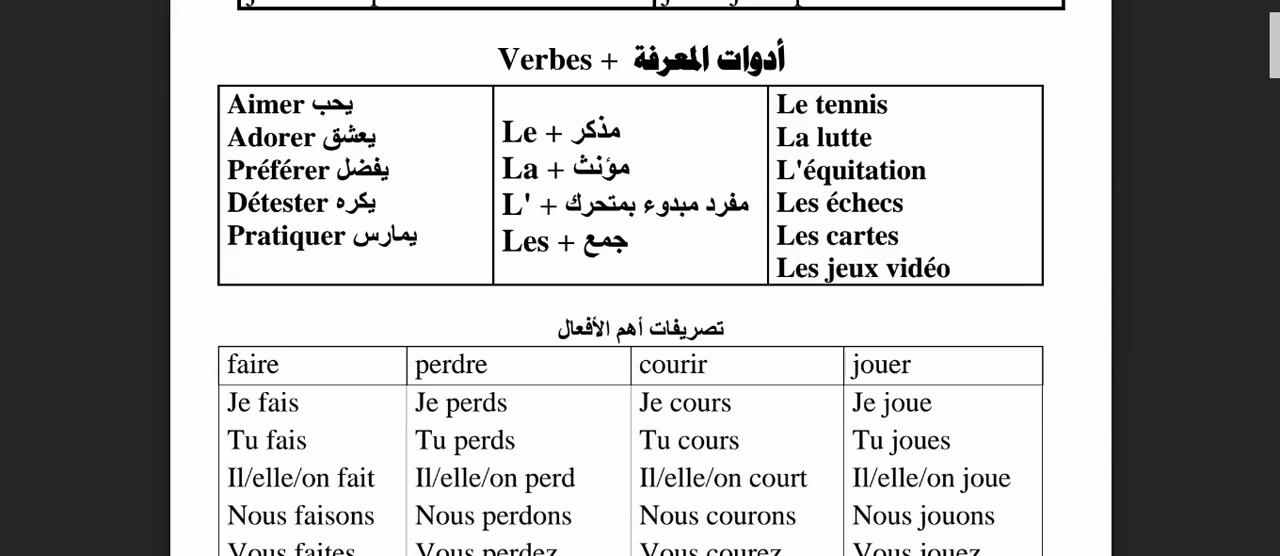 Verbes + أدوات المعرفة
Aimer يحب
Adorer يعشق
Préférer يفضل
Détester يكره
Pratiquer يمارس
Le + مذكر
La + مؤنث
L' + مفرد مبدوء بمتحرك
Les + جمع
Le tennis
La lutte
L'équitation
Les échecs
Les cartes
Les jeux vidéo
تصريفات أهم الأفعال
faire perdre courir jouer
Je fais Je perds Je cours Je joue
Tu fais Tu perds Tu cours Tu joues
Il/elle/on fait Il/elle/on perd Il/elle/on court Il/elle/on joue
Nous faisons Nous perdons Nous courons Nous jouons
Vous faites Vous perdez Vous courez Vous jouez